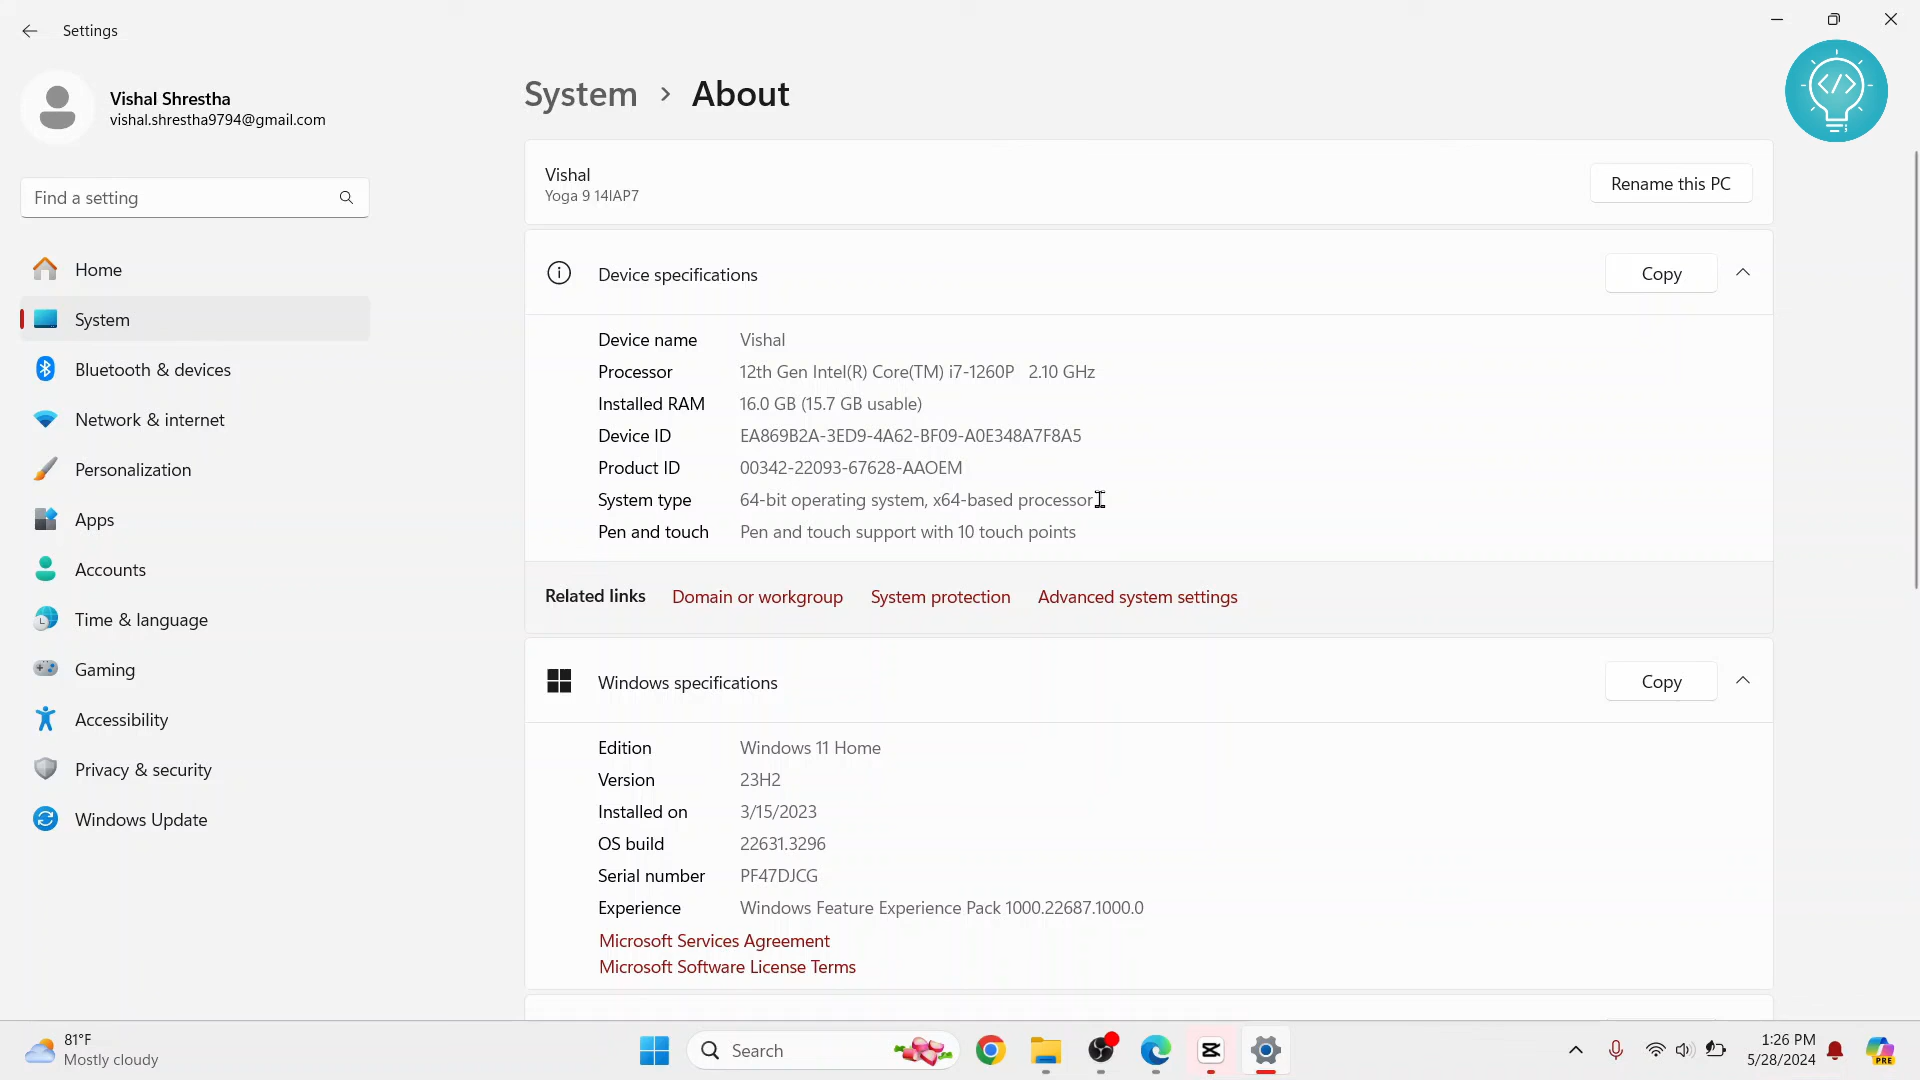 Settings
Vishal Shrestha
vishal.shrestha9794@gmail.com
Find a setting
Home
System
Bluetooth & devices
Network & internet
Personalization
Apps
Accounts
Time & language
Gaming
Accessibility
Privacy & security
Windows Update
System > About
Vishal
Yoga 9 14IAP7
Rename this PC
Device specifications
Copy
Device name Vishal
Processor 12th Gen Intel(R) Core(TM) i7-1260P 2.10 GHz
Installed RAM 16.0 GB (15.7 GB usable)
Device ID EA869B2A-3ED9-4A62-BF09-A0E348A7F8A5
Product ID 00342-22093-67628-AAOEM
System type 64-bit operating system, x64-based processor
Pen and touch Pen and touch support with 10 touch points
Related links Domain or workgroup System protection Advanced system settings
Windows specifications
Copy
Edition Windows 11 Home
Version 23H2
Installed on 3/15/2023
OS build 22631.3296
Serial number PF47DJCG
Experience Windows Feature Experience Pack 1000.22687.1000.0
Microsoft Services Agreement
Microsoft Software License Terms
</>
81°F
Mostly cloudy
Search
1:26 PM
5/28/2024
PRE